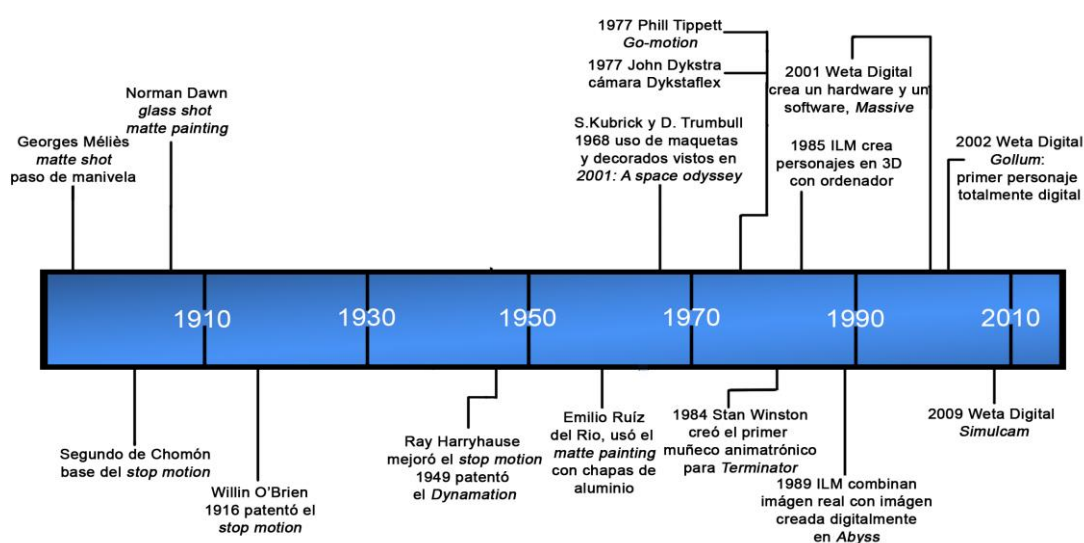 1977 Phill Tippett
Go-motion
1977 John Dykstra
cámara Dykstaflex
2001 Weta Digital
crea un hardware y un
software, Massive
Norman Dawn
glass shot
matte painting
Georges Méliès
matte shot
paso de manivela
S.Kubrick y D. Trumbull
1968 uso de maquetas
y decorados vistos en
2001: A space odyssey
1985 ILM crea
personajes en 3D
con ordenador
2002 Weta Digital
Gollum:
primer personaje
totalmente digital
1910
1930
1950
1970
1990
2010
Segundo de Chomón
base del stop motion
Willin O'Brien
1916 patentó el
stop motion
Ray Harryhause
mejoró el stop motion
1949 patentó
el Dynamation
Emilio Ruíz
del Rio, usó el
matte painting
con chapas de
aluminio
1984 Stan Winston
creó el primer
muñeco animatrónico
para Terminator
1989 ILM combinan
imágen real con imágen
creada digitalmente
en Abyss
2009 Weta Digital
Simulcam